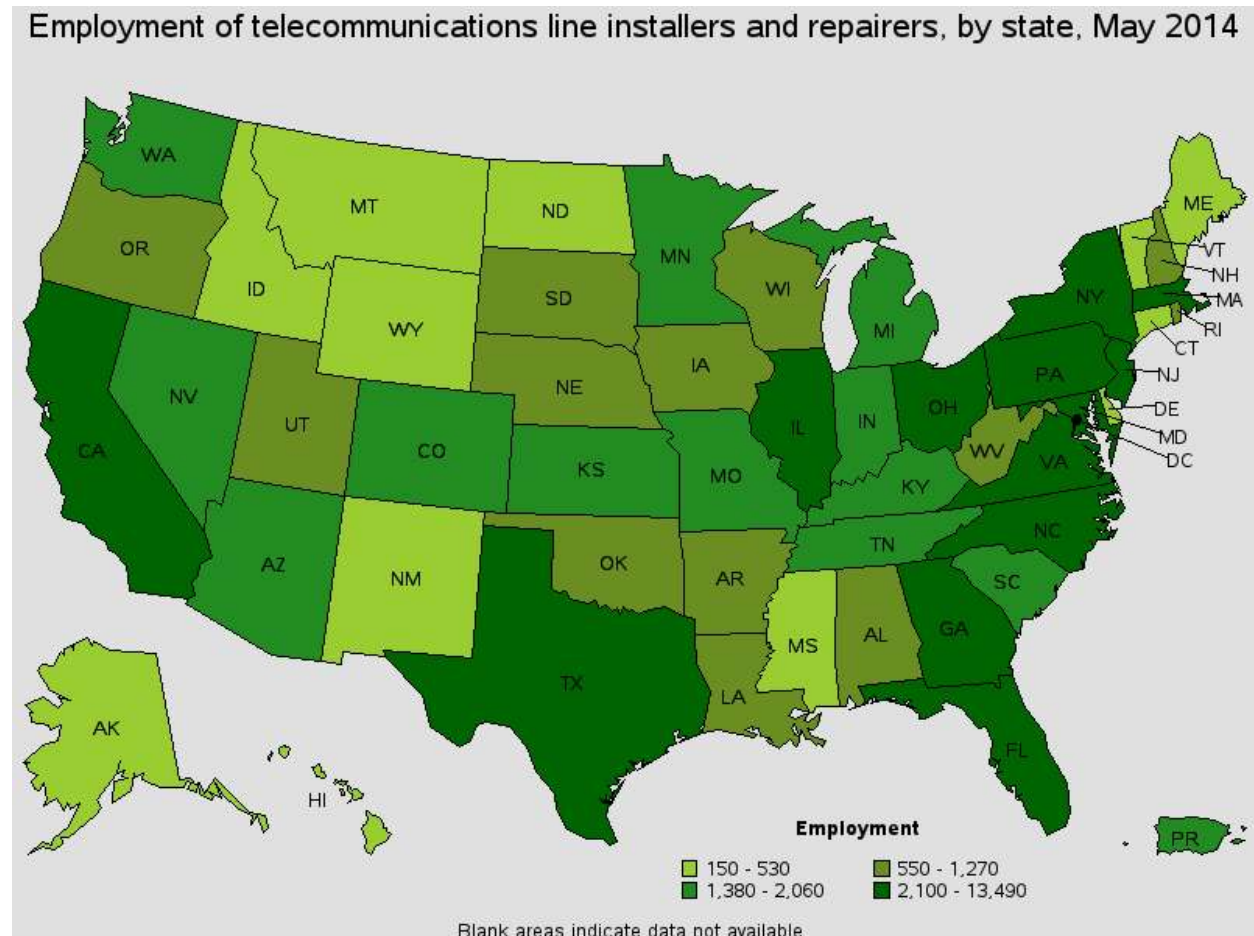 Employment of telecommunications line installers and repairers, by state, May 2014
WA
MT
ND
MN
ME
OR
ID
SD
WI
VT
NH
NY
MA
WY
MI
RI
CT
NV
UT
NE
IA
PA
NJ
CA
CO
KS
MO
IL
IN
OH
DE
MD
DC
WV
VA
KY
AZ
NM
OK
AR
TN
NC
SC
MS
AL
GA
TX
LA
FL
AK
HI
PR
Employment
150 - 530
550 - 1,270
1,380 - 2,060
2,100 - 13,490
Blank areas indicate data not available